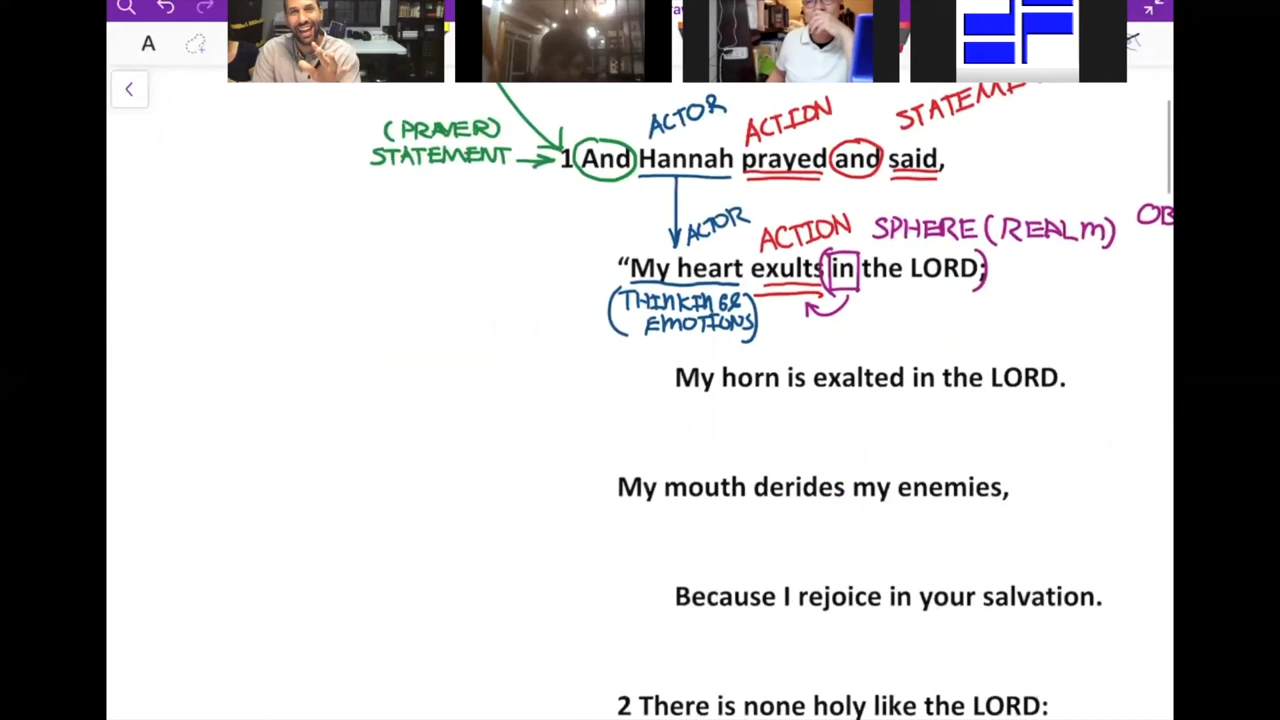 A
ACTOR ACTION STATEME
(PRAYER)
STATEMENT → 1 And Hannah prayed and said,
ACTOR ACTION SPHERE (REALM) OB
“My heart exults in the LORD;
(THINKING &
EMOTIONS)
My horn is exalted in the LORD.
My mouth derides my enemies,
Because I rejoice in your salvation.
2 There is none holy like the LORD: